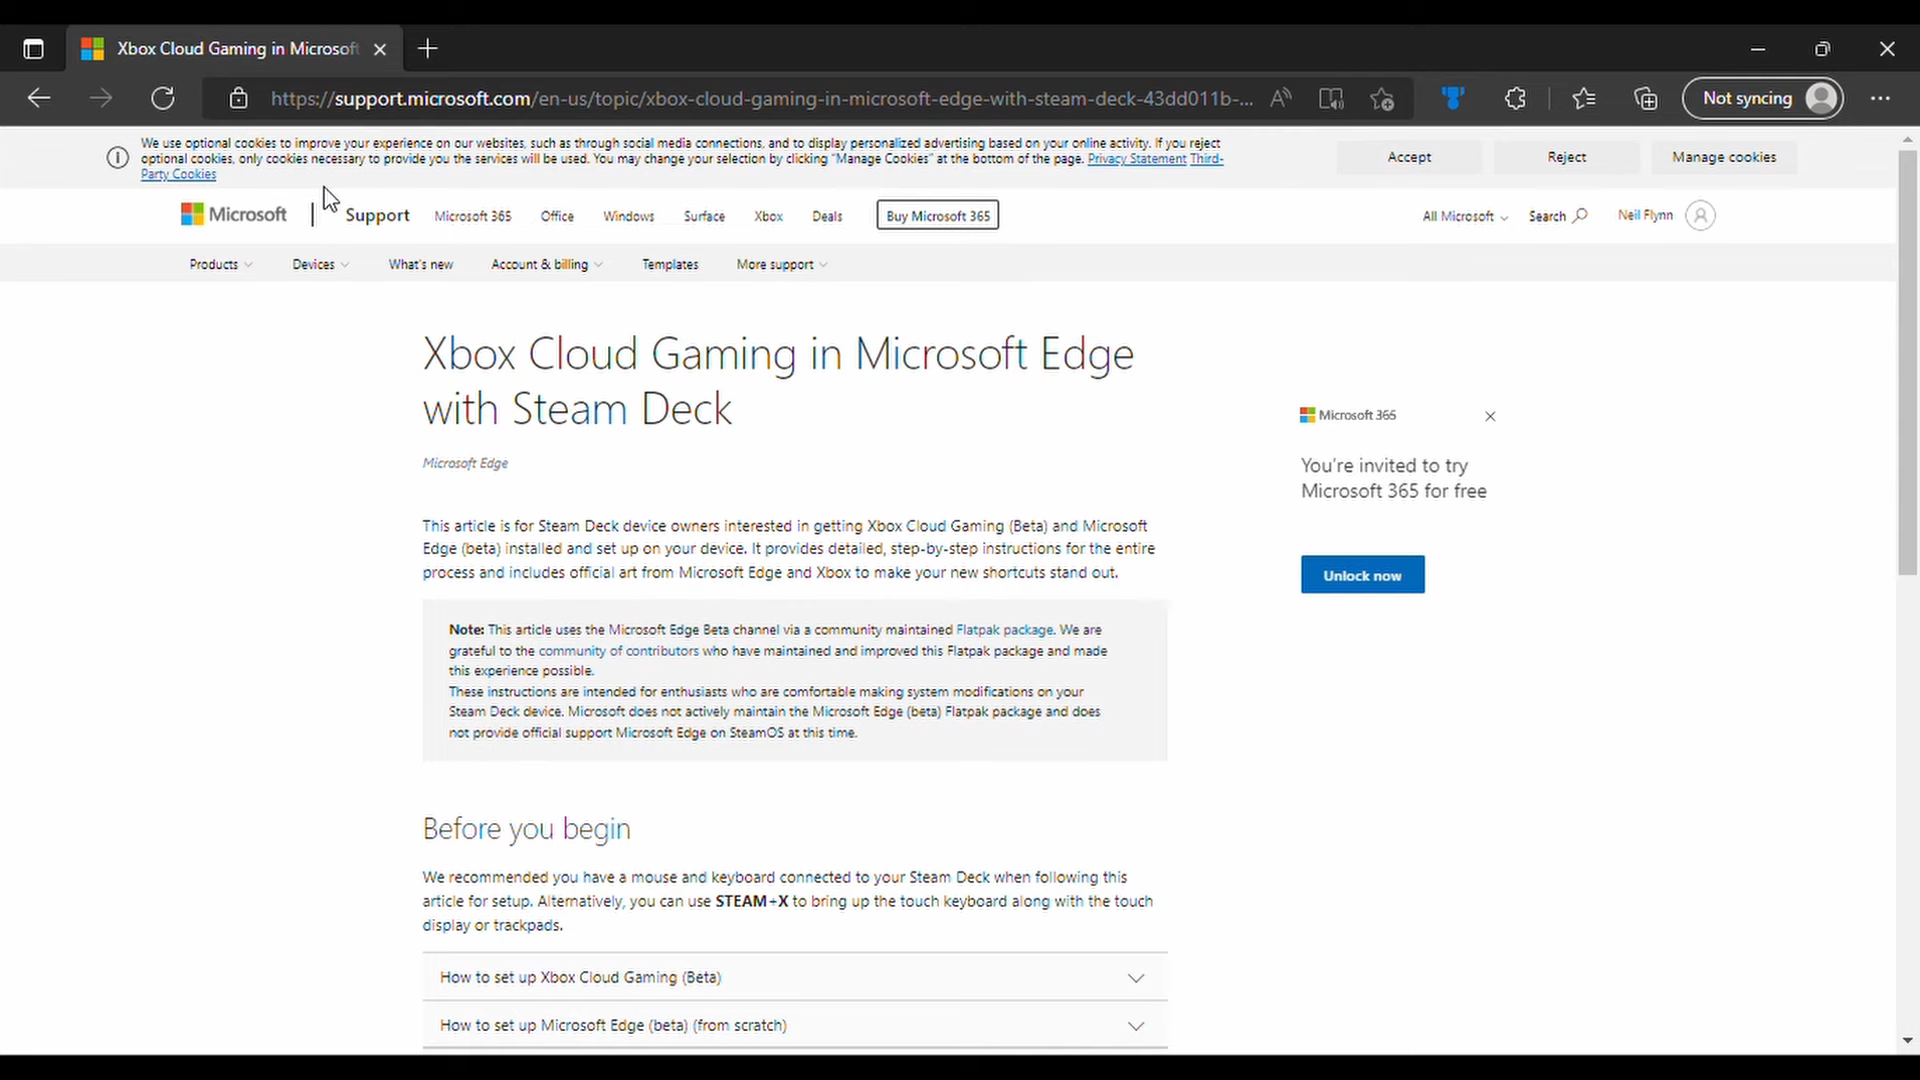 Xbox Cloud Gaming in Microsoft
https://support.microsoft.com/en-us/topic/xbox-cloud-gaming-in-microsoft-edge-with-steam-deck-43dd011b-...
Not syncing
We use optional cookies to improve your experience on our websites, such as through social media connections, and to display personalized advertising based on your online activity. If you reject
optional cookies, only cookies necessary to provide you the services will be used. You may change your selection by clicking "Manage Cookies" at the bottom of the page. Privacy Statement Third-
Party Cookies
Accept Reject Manage cookies
Microsoft | Support Microsoft 365 Office Windows Surface Xbox Deals Buy Microsoft 365 All Microsoft Search Neil Flynn
Products Devices What's new Account & billing Templates More support
Xbox Cloud Gaming in Microsoft Edge
with Steam Deck
Microsoft Edge
This article is for Steam Deck device owners interested in getting Xbox Cloud Gaming (Beta) and Microsoft
Edge (beta) installed and set up on your device. It provides detailed, step-by-step instructions for the entire
process and includes official art from Microsoft Edge and Xbox to make your new shortcuts stand out.
Note: This article uses the Microsoft Edge Beta channel via a community maintained Flatpak package. We are
grateful to the community of contributors who have maintained and improved this Flatpak package and made
this experience possible.
These instructions are intended for enthusiasts who are comfortable making system modifications on your
Steam Deck device. Microsoft does not actively maintain the Microsoft Edge (beta) Flatpak package and does
not provide official support Microsoft Edge on SteamOS at this time.
Before you begin
We recommended you have a mouse and keyboard connected to your Steam Deck when following this
article for setup. Alternatively, you can use STEAM+X to bring up the touch keyboard along with the touch
display or trackpads.
How to set up Xbox Cloud Gaming (Beta)
How to set up Microsoft Edge (beta) (from scratch)
Microsoft 365
You're invited to try
Microsoft 365 for free
Unlock now